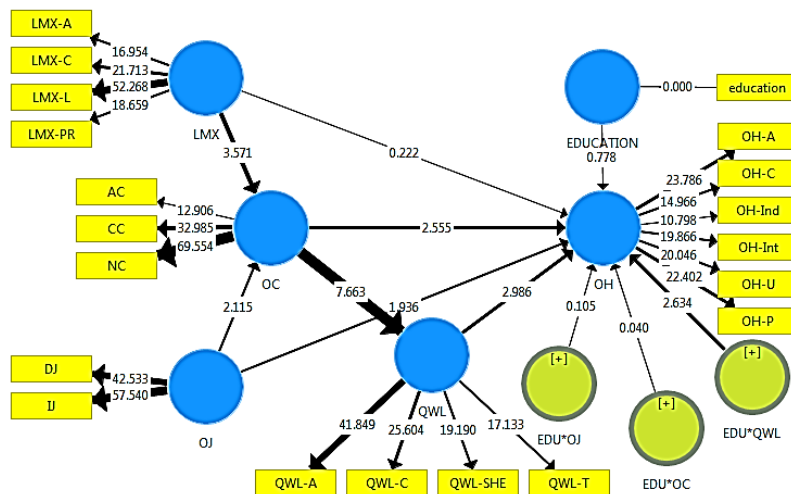 LMX-A
16.954
LMX-C
21.713
LMX-L
52.268
LMX-PR
18.659
LMX
3.571
0.222
EDUCATION
0.778
0.000
education
OH-A
23.786
OH-C
14.966
OH-Ind
10.798
OH-Int
19.866
OH-U
20.046
OH-P
22.402
OH
AC
12.906
CC
32.985
NC
69.554
OC
2.555
7.663
2.115
1.936
2.986
DJ
42.533
IJ
57.540
OJ
QWL
41.849
25.604
19.190
17.133
QWL-A
QWL-C
QWL-SHE
QWL-T
0.105
0.040
2.634
[+]
EDU*OJ
[+]
EDU*OC
[+]
EDU*QWL